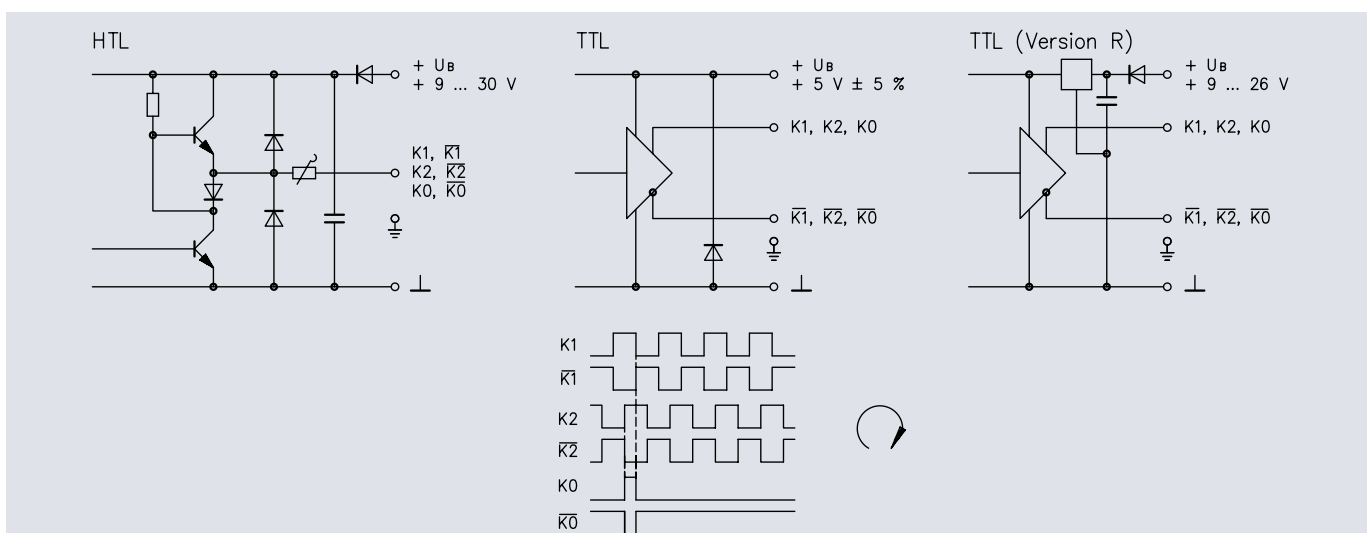 HTL
+ UB
+ 9 ... 30 V
K1, K̅1̅
K2, K̅2̅
K0, K̅0̅
TTL
+ UB
+ 5 V ± 5 %
K1, K2, K0
K̅1̅, K̅2̅, K̅0̅
TTL (Version R)
+ UB
+ 9 ... 26 V
K1, K2, K0
K̅1̅, K̅2̅, K̅0̅
K1
K̅1̅
K2
K̅2̅
K0
K̅0̅